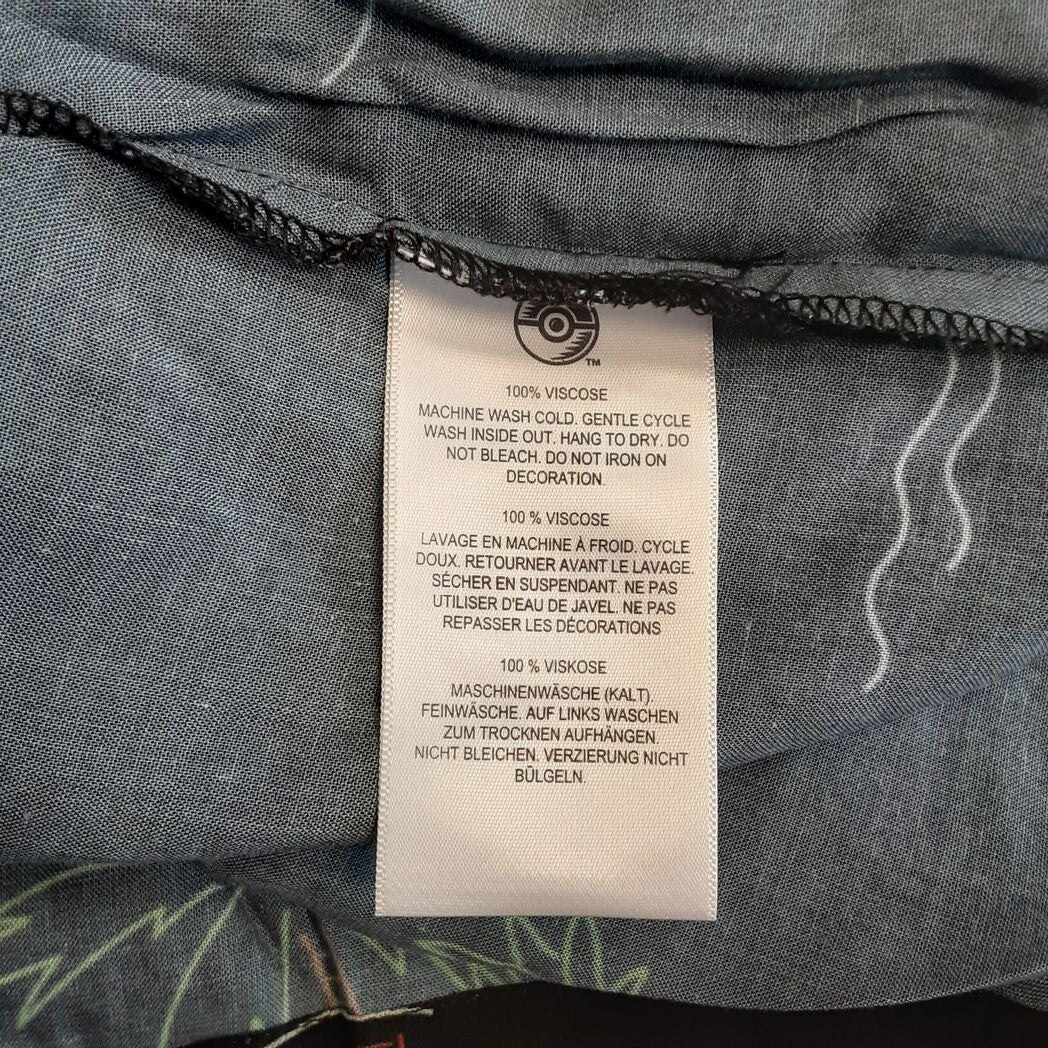 TM
100% VISCOSE
MACHINE WASH COLD. GENTLE CYCLE
WASH INSIDE OUT. HANG TO DRY. DO
NOT BLEACH. DO NOT IRON ON
DECORATION.
100 % VISCOSE
LAVAGE EN MACHINE À FROID. CYCLE
DOUX. RETOURNER AVANT LE LAVAGE.
SÉCHER EN SUSPENDANT. NE PAS
UTILISER D'EAU DE JAVEL. NE PAS
REPASSER LES DÉCORATIONS
100 % VISKOSE
MASCHINENWÄSCHE (KALT)
FEINWÄSCHE. AUF LINKS WASCHEN
ZUM TROCKNEN AUFHÄNGEN.
NICHT BLEICHEN. VERZIERUNG NICHT
BÜLGELN.